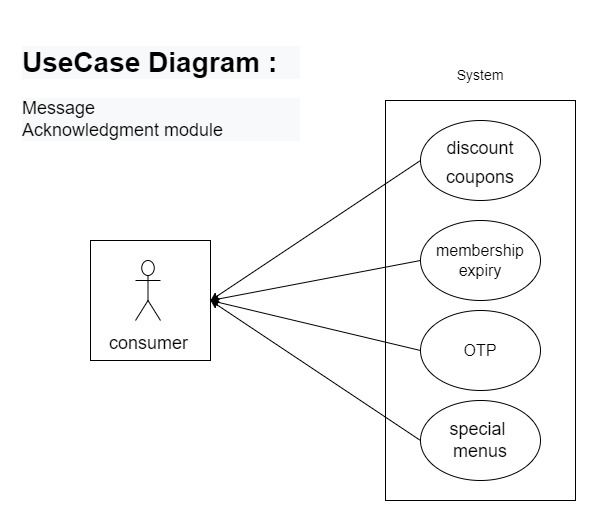 UseCase Diagram :
Message
Acknowledgment module
System
discount
coupons
membership
expiry
OTP
special
menus
consumer